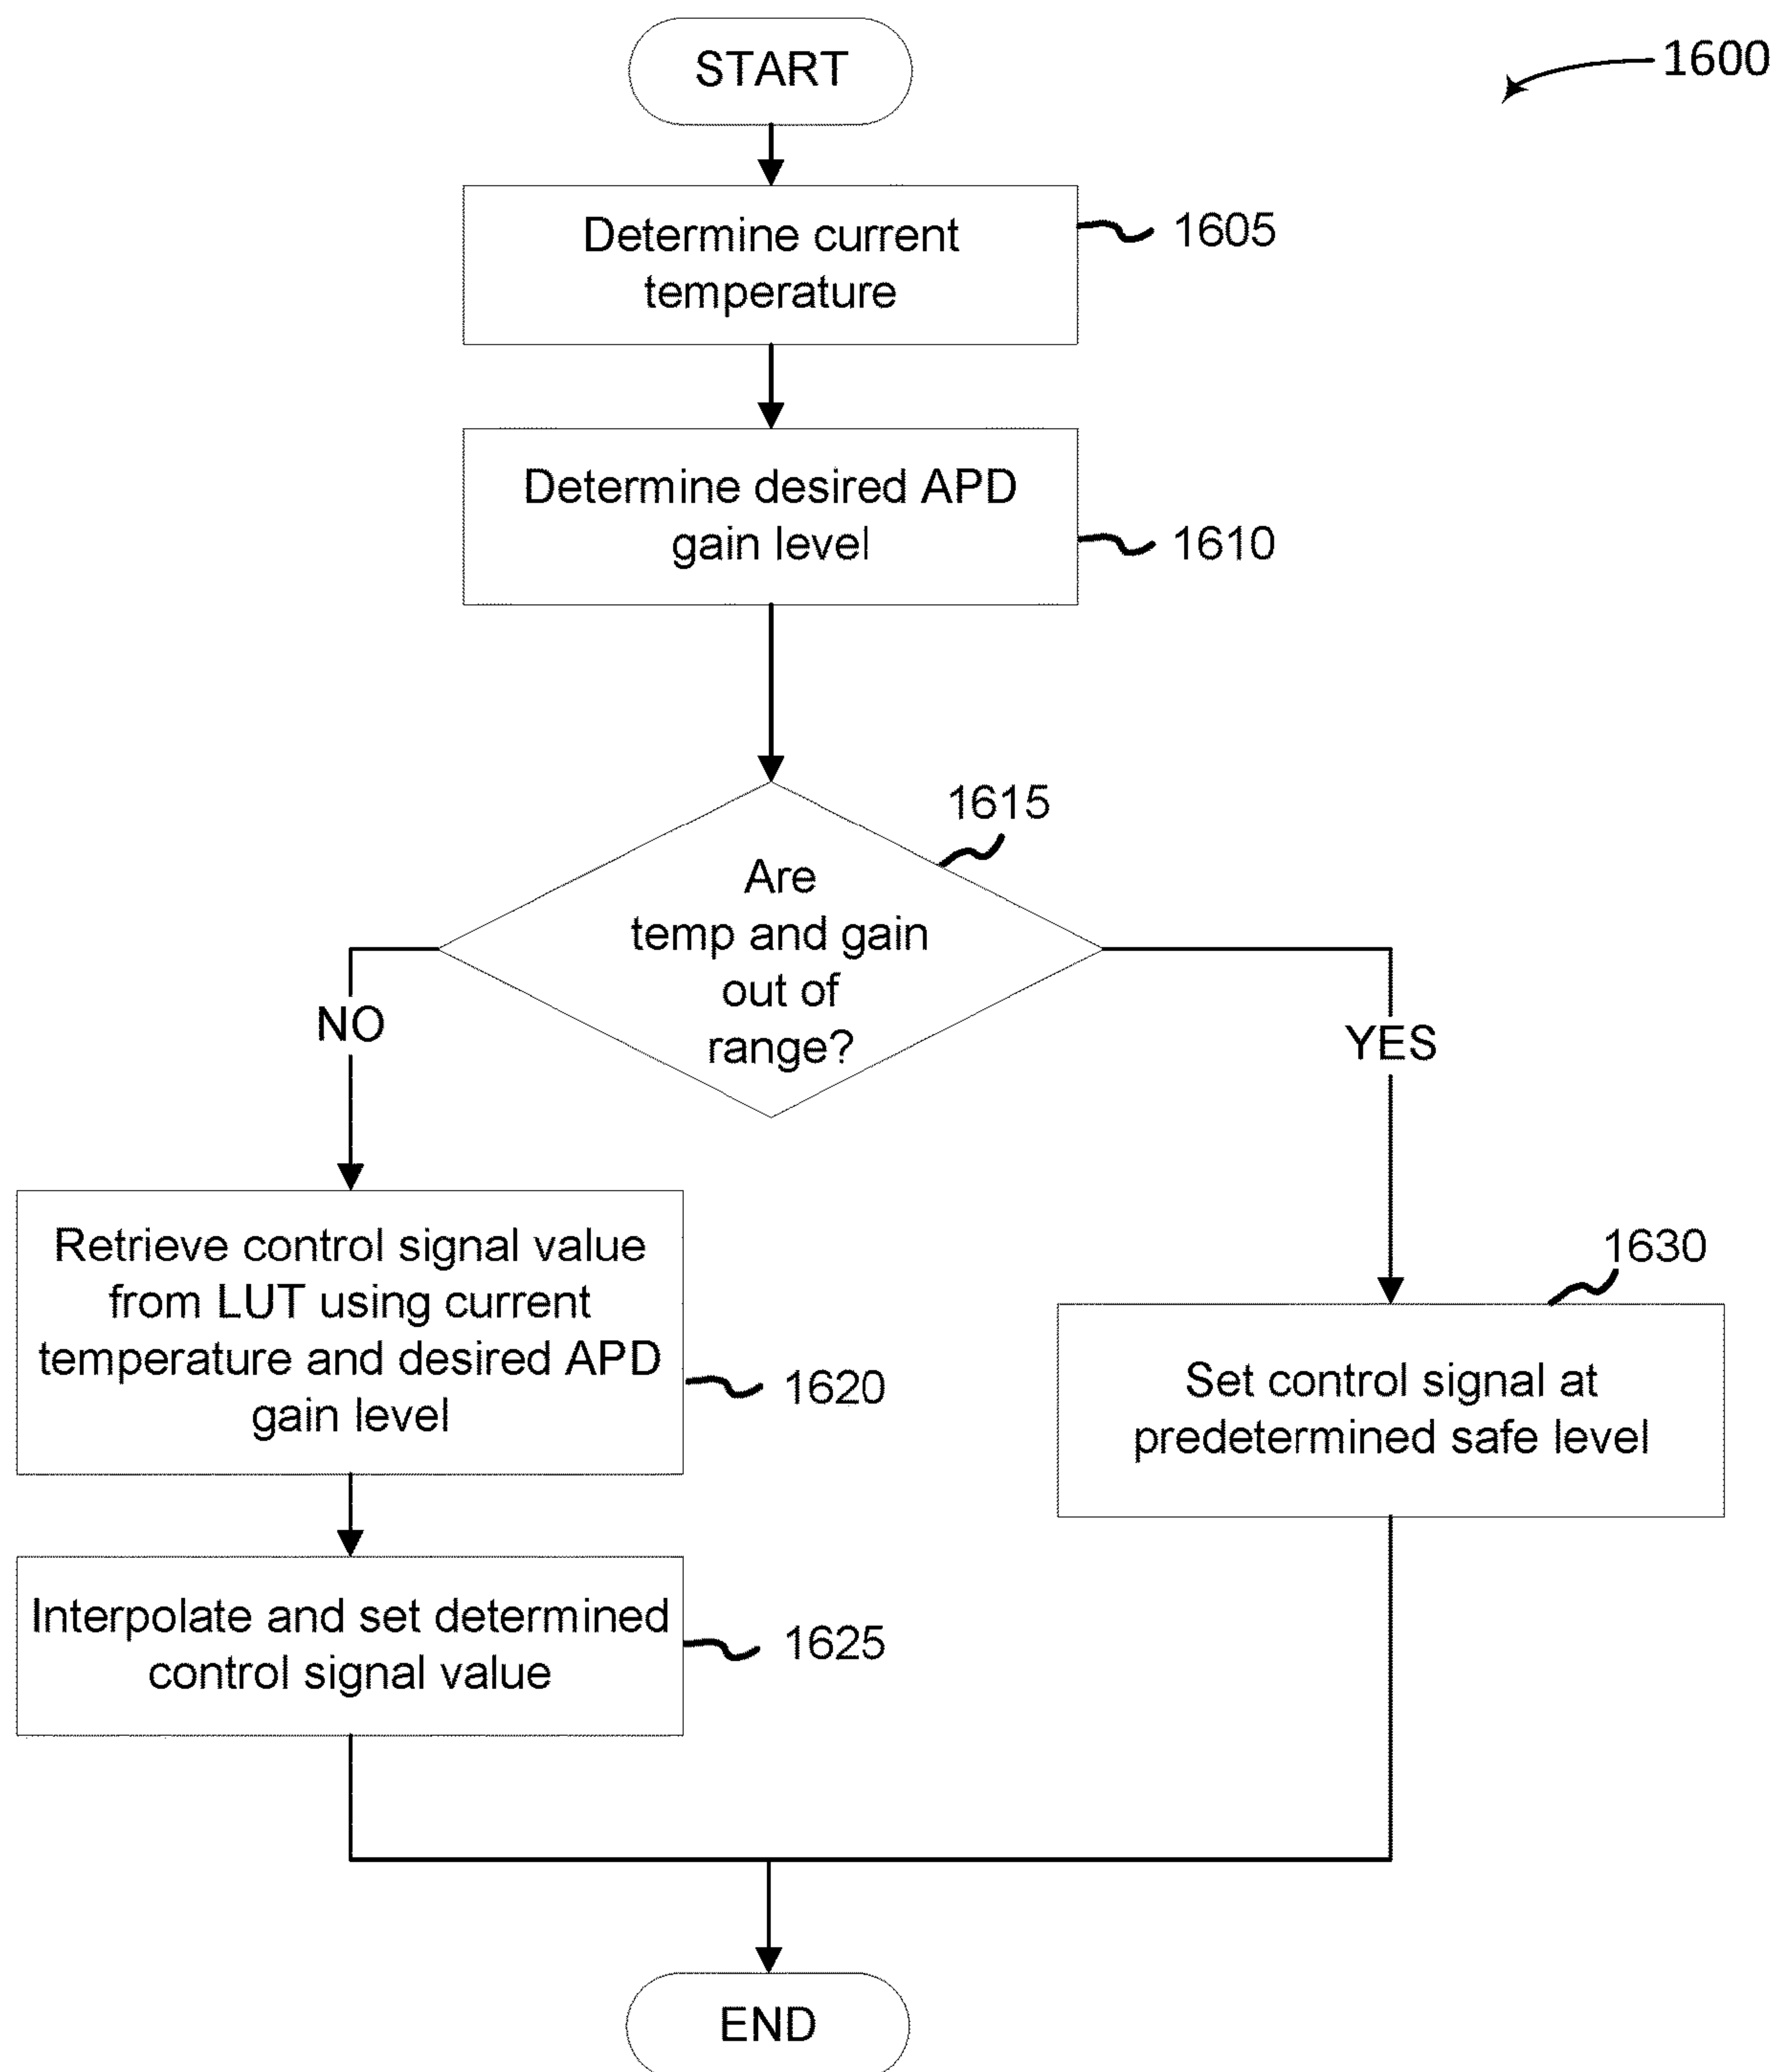 START
1600
Determine current
temperature
1605
Determine desired APD
gain level
1610
1615
Are
temp and gain
out of
range?
NO
YES
Retrieve control signal value
from LUT using current
temperature and desired APD
gain level
1620
1630
Set control signal at
predetermined safe level
Interpolate and set determined
control signal value
1625
END